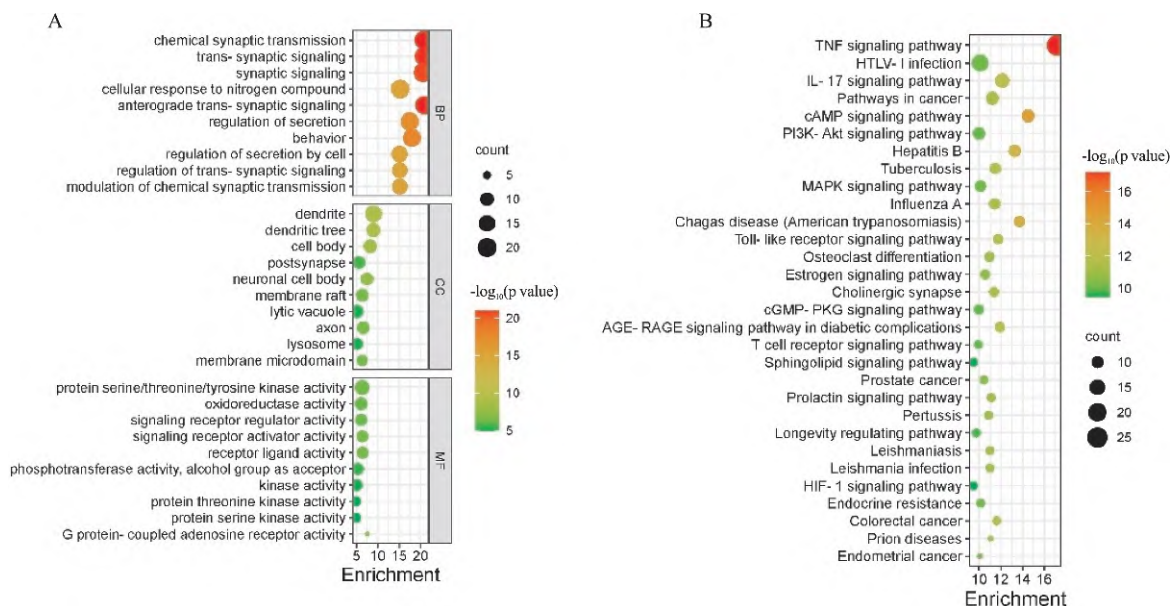 A
chemical synaptic transmission
trans- synaptic signaling
synaptic signaling
cellular response to nitrogen compound
anterograde trans- synaptic signaling
regulation of secretion
behavior
regulation of secretion by cell
regulation of trans- synaptic signaling
modulation of chemical synaptic transmission
BP
dendrite
dendritic tree
cell body
postsynapse
neuronal cell body
membrane raft
lytic vacuole
axon
lysosome
membrane microdomain
CC
protein serine/threonine/tyrosine kinase activity
oxidoreductase activity
signaling receptor regulator activity
signaling receptor activator activity
receptor ligand activity
phosphotransferase activity, alcohol group as acceptor
kinase activity
protein threonine kinase activity
protein serine kinase activity
G protein- coupled adenosine receptor activity
MF
5 10 15 20
Enrichment
count
5
10
15
20
-log₁₀(p value)
20
15
10
5
B
TNF signaling pathway
HTLV- I infection
IL- 17 signaling pathway
Pathways in cancer
cAMP signaling pathway
PI3K- Akt signaling pathway
Hepatitis B
Tuberculosis
MAPK signaling pathway
Influenza A
Chagas disease (American trypanosomiasis)
Toll- like receptor signaling pathway
Osteoclast differentiation
Estrogen signaling pathway
Cholinergic synapse
cGMP- PKG signaling pathway
AGE- RAGE signaling pathway in diabetic complications
T cell receptor signaling pathway
Sphingolipid signaling pathway
Prostate cancer
Prolactin signaling pathway
Pertussis
Longevity regulating pathway
Leishmaniasis
Leishmania infection
HIF- 1 signaling pathway
Endocrine resistance
Colorectal cancer
Prion diseases
Endometrial cancer
10 12 14 16
Enrichment
-log₁₀(p value)
16
14
12
10
count
10
15
20
25